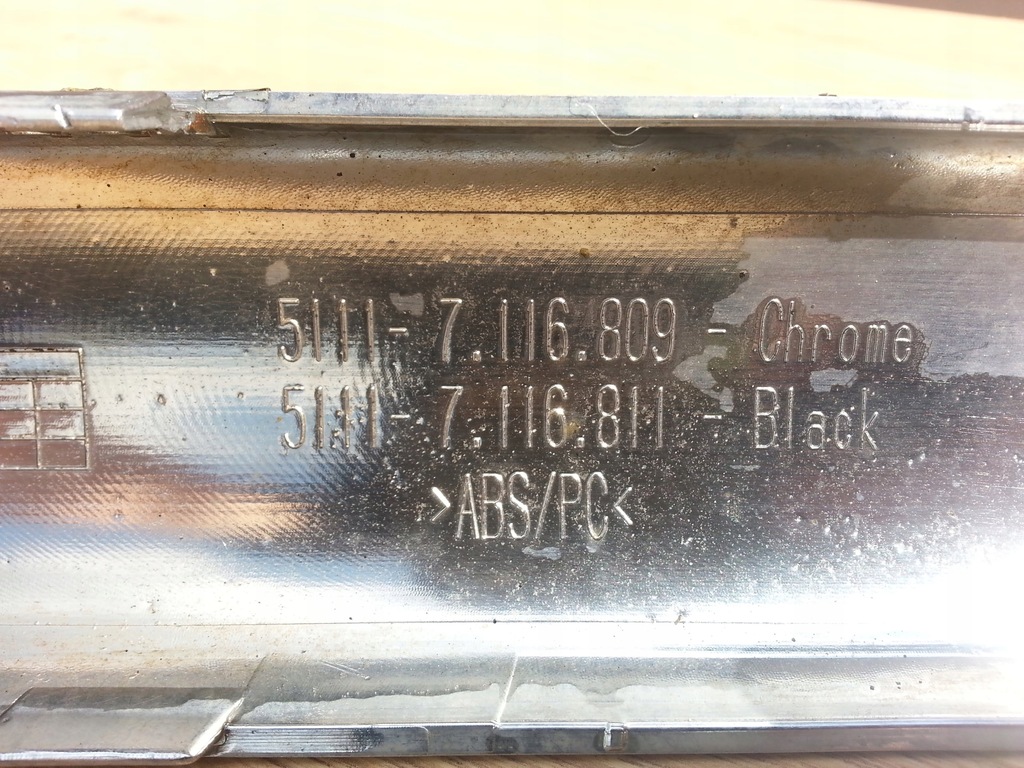 5111- 7.116.809 - Chrome
5111- 7.116.811 - Black
>ABS/PC<